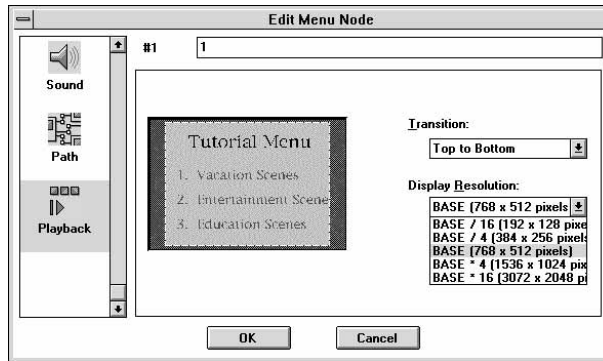 Edit Menu Node
#1 1
Sound
Path
Playback
Tutorial Menu
1. Vacation Scenes
2. Entertainment Scene
3. Education Scenes
Transition:
Top to Bottom
Display Resolution:
BASE (768 x 512 pixels
BASE / 16 (192 x 128 pixe
BASE / 4 (384 x 256 pixels
BASE (768 x 512 pixels)
BASE * 4 (1536 x 1024 pix
BASE * 16 (3072 x 2048 pi
OK Cancel